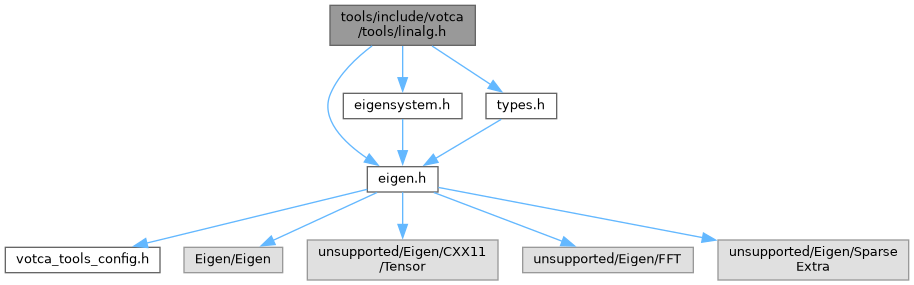 tools/include/votca
/tools/linalg.h
eigensystem.h
types.h
eigen.h
votca_tools_config.h
Eigen/Eigen
unsupported/Eigen/CXX11
/Tensor
unsupported/Eigen/FFT
unsupported/Eigen/Sparse
Extra